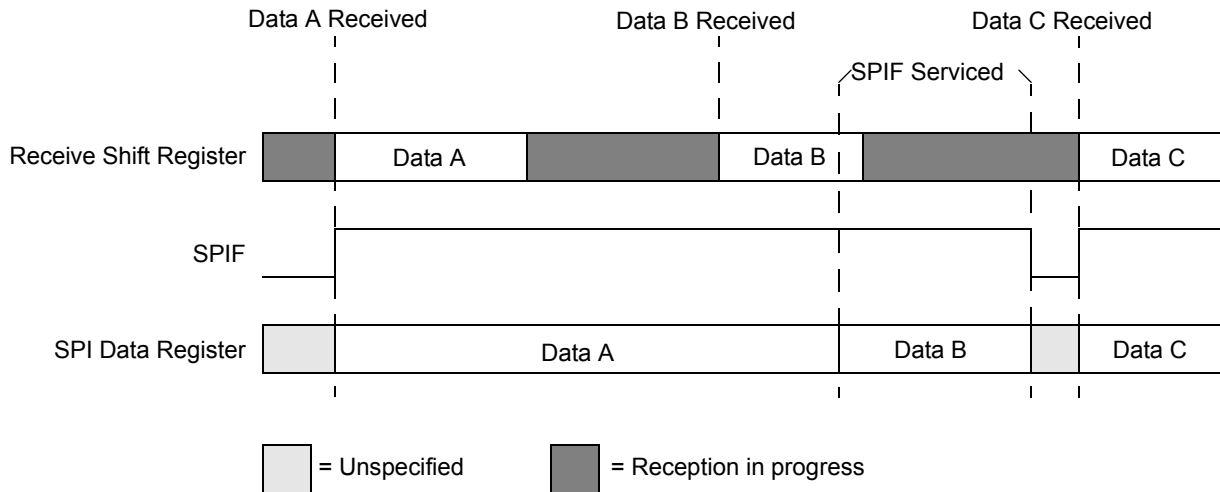 Data A Received
Data B Received
Data C Received
SPIF Serviced
Receive Shift Register
Data A
Data B
Data C
SPIF
SPI Data Register
Data A
Data B
Data C
= Unspecified
= Reception in progress